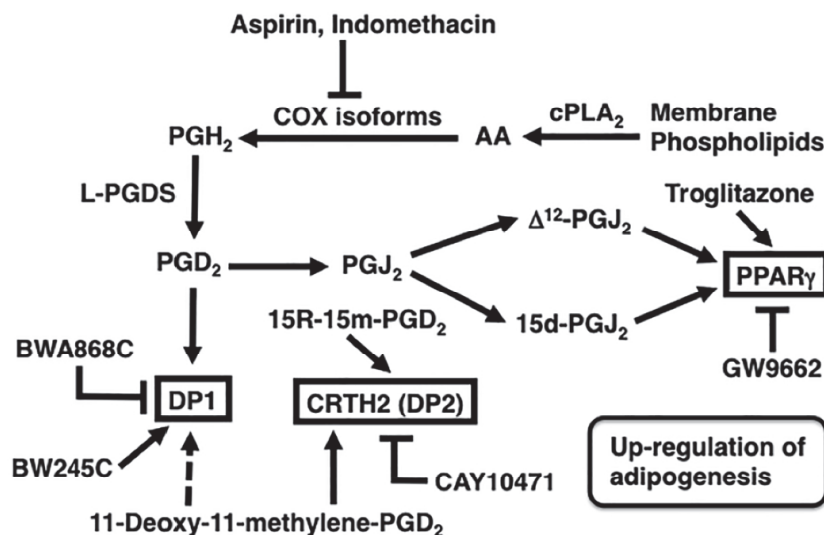 Aspirin, Indomethacin
COX isoforms
cPLA₂
Membrane
Phospholipids
PGH₂
AA
L-PGDS
Troglitazone
Δ¹²-PGJ₂
PGD₂
PGJ₂
PPARγ
15R-15m-PGD₂
15d-PGJ₂
BWA868C
GW9662
DP1
CRTH2 (DP2)
Up-regulation of
adipogenesis
BW245C
CAY10471
11-Deoxy-11-methylene-PGD₂